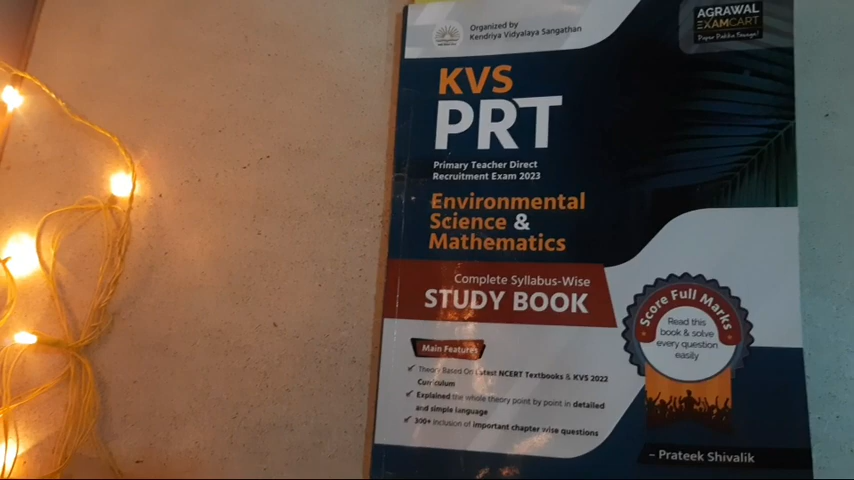 Organized by
Kendriya Vidyalaya Sangathan
AGRAWAL
EXAMCART
Paper Pakka Fasega!
KVS
PRT
Primary Teacher Direct
Recruitment Exam 2023
Environmental
Science &
Mathematics
Complete Syllabus-Wise
STUDY BOOK
Score Full Marks
Read this
book & solve
every question
easily
Main Features
Theory Based On Latest NCERT Textbooks & KVS 2022
Curriculum
Explained the whole theory point by point in detailed
and simple language
300+ inclusion of important chapter wise questions
- Prateek Shivalik